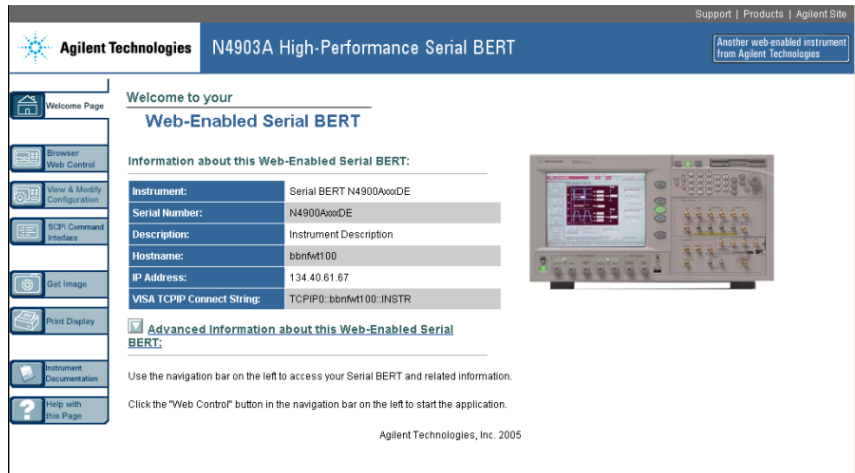 Support | Products | Agilent Site
Agilent Technologies
N4903A High-Performance Serial BERT
Another web-enabled instrument
from Agilent Technologies
Welcome Page
Browser
Web Control
View & Modify
Configuration
SCPI Command
Interface
Get Image
Print Display
Instrument
Documentation
Help with
this Page
Welcome to your
Web-Enabled Serial BERT
Information about this Web-Enabled Serial BERT:
Instrument: Serial BERT N4900AxxxDE
Serial Number: N4900AxxxDE
Description: Instrument Description
Hostname: bbnfwt100
IP Address: 134.40.61.67
VISA TCPIP Connect String: TCPIP0::bbnfwt100::INSTR
Advanced Information about this Web-Enabled Serial
BERT:
Use the navigation bar on the left to access your Serial BERT and related information.
Click the "Web Control" button in the navigation bar on the left to start the application.
Agilent Technologies, Inc. 2005